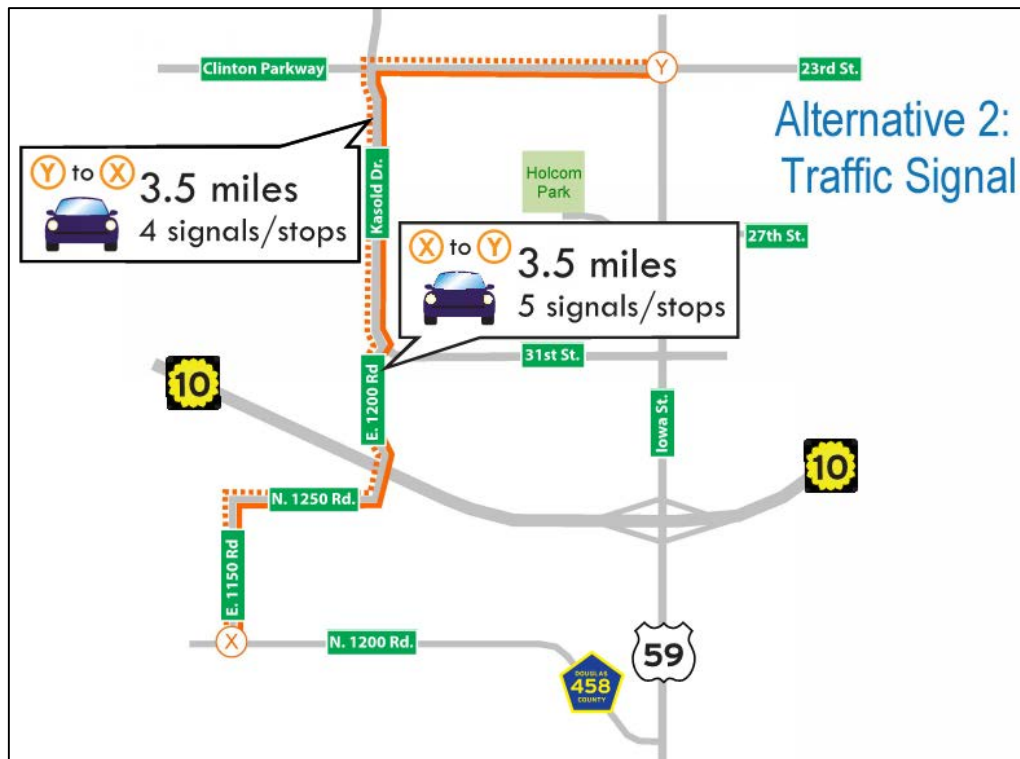 Clinton Parkway
Y
23rd St.
Alternative 2:
Traffic Signal
Y to X 3.5 miles
4 signals/stops
Kasold Dr.
Holcom
Park
27th St.
X to Y 3.5 miles
5 signals/stops
31st St.
10
E. 1200 Rd
Iowa St.
10
N. 1250 Rd.
E. 1150 Rd
X
N. 1200 Rd.
59
DOUGLAS
458
COUNTY